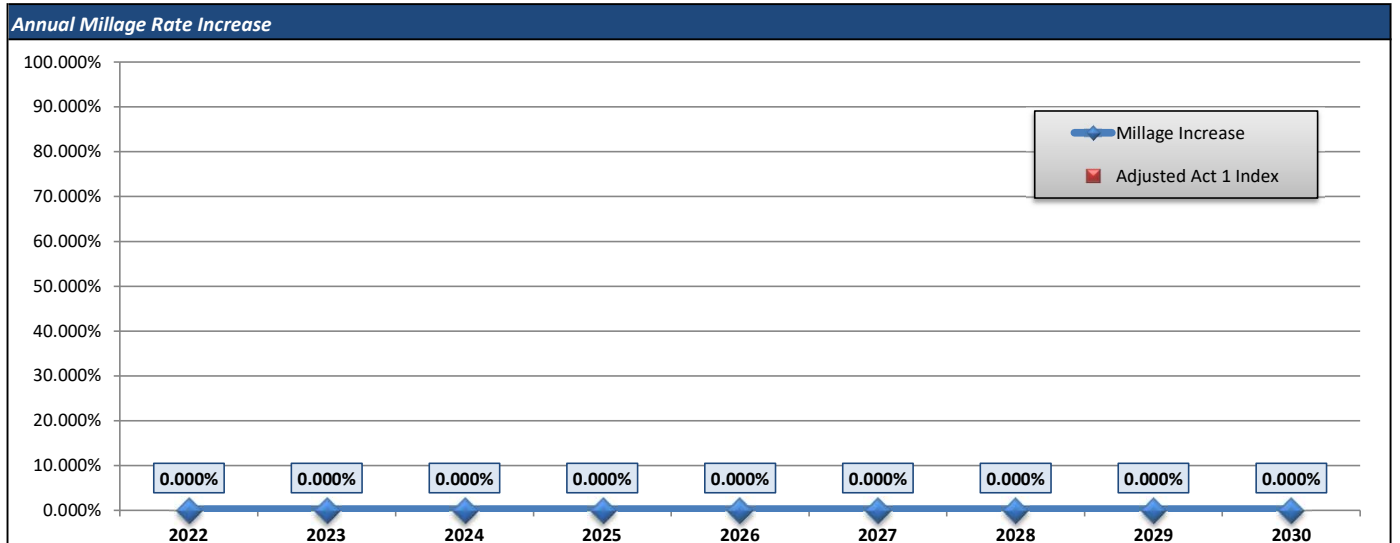 Annual Millage Rate Increase
100.000%
90.000%
80.000%
70.000%
60.000%
50.000%
40.000%
30.000%
20.000%
10.000%
0.000%
Millage Increase
Adjusted Act 1 Index
0.000% 0.000% 0.000% 0.000% 0.000% 0.000% 0.000% 0.000% 0.000%
2022 2023 2024 2025 2026 2027 2028 2029 2030